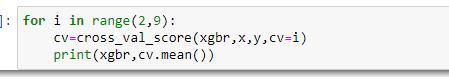 ]: for i in range(2,9):
cv=cross_val_score(xgbr,x,y,cv=i)
print(xgbr,cv.mean())